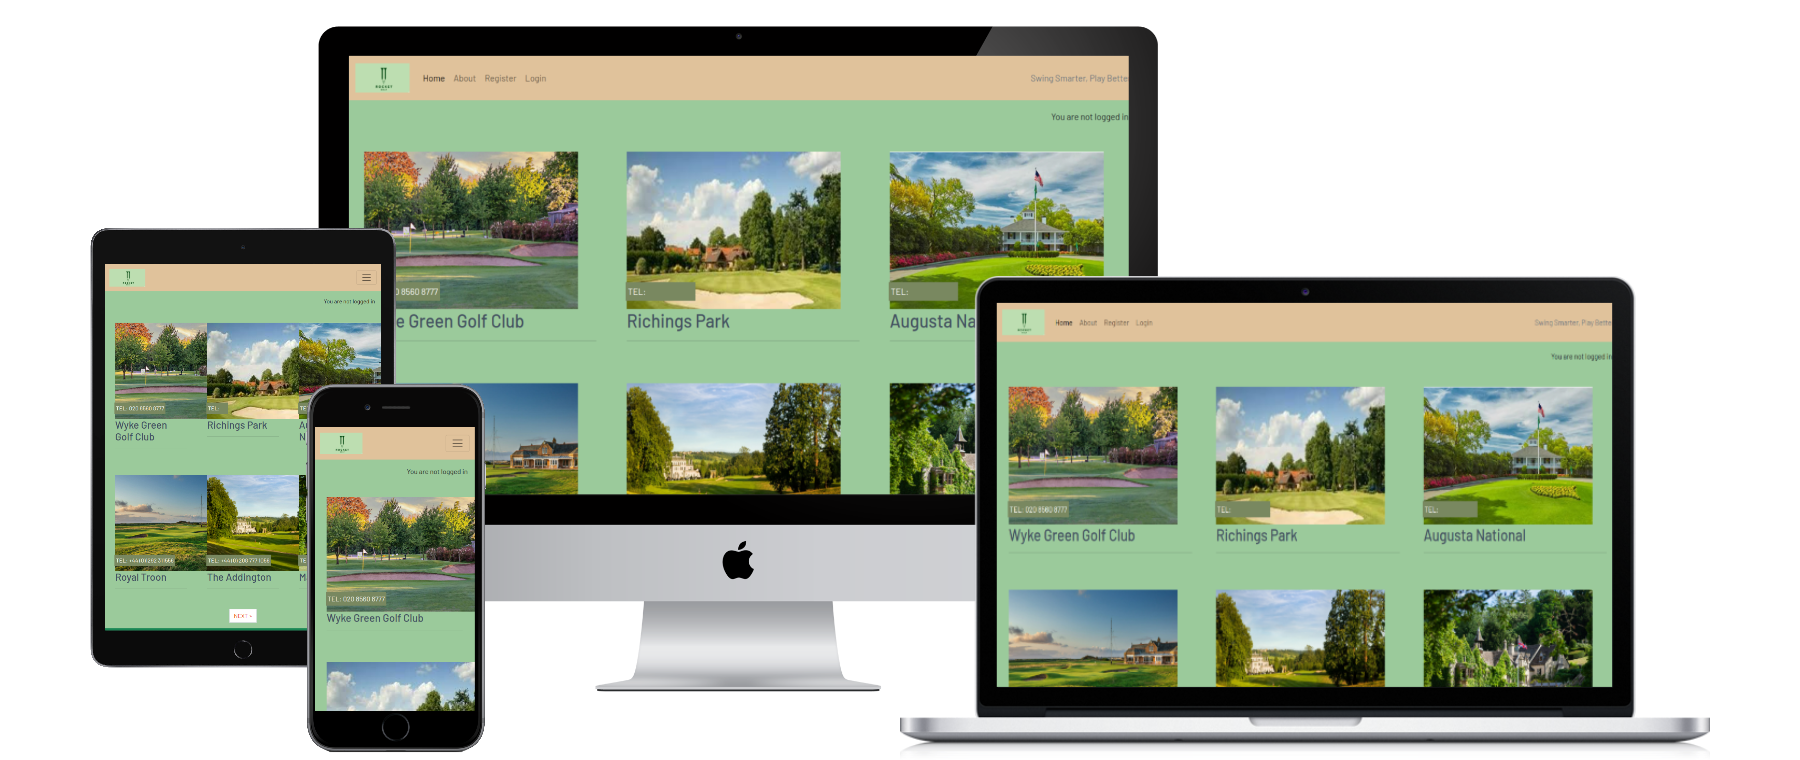 Home About Register Login
Swing Smarter. Play Bette
You are not logged in
0 8560 8777
TEL:
TEL:
e Green Golf Club
Richings Park
Augusta Na
You are not logged in
TEL: 020 8560 8777
TEL:
TE
Wyke Green
Golf Club
Richings Park
Royal Troon
The Addington
NEXT
You are not logged in
TEL: 020 8560 8777
Wyke Green Golf Club
Home About Register Login
Swing Smarter. Play Bette
You are not logged in
TEL: 020 8560 8777
TEL:
TEL:
Wyke Green Golf Club
Richings Park
Augusta National